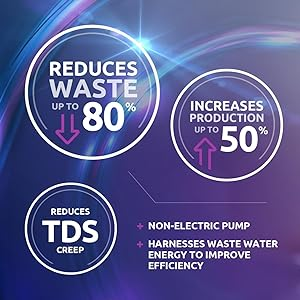 REDUCES
WASTE
UP TO 80%
INCREASES
PRODUCTION
UP TO 50%
REDUCES
TDS
CREEP
+ NON-ELECTRIC PUMP
+ HARNESSES WASTE WATER
ENERGY TO IMPROVE
EFFICIENCY